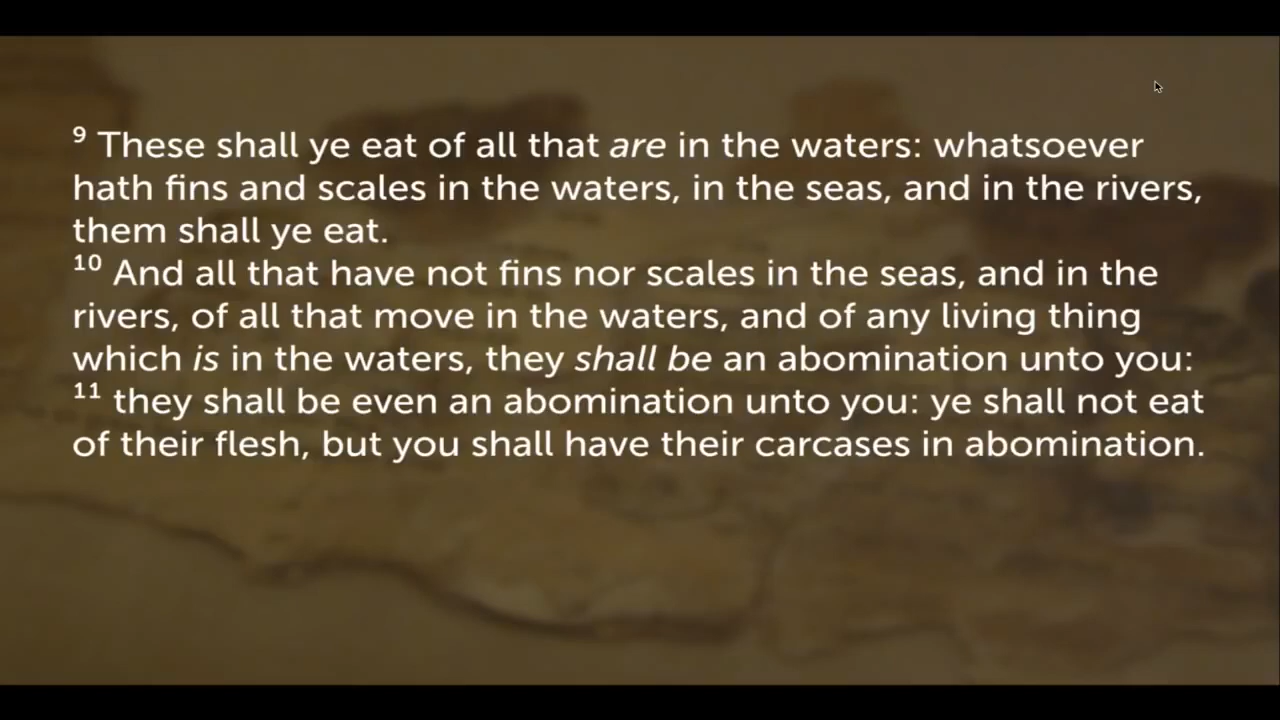 9 These shall ye eat of all that are in the waters: whatsoever
hath fins and scales in the waters, in the seas, and in the rivers,
them shall ye eat.
10 And all that have not fins nor scales in the seas, and in the
rivers, of all that move in the waters, and of any living thing
which is in the waters, they shall be an abomination unto you:
11 they shall be even an abomination unto you: ye shall not eat
of their flesh, but you shall have their carcases in abomination.